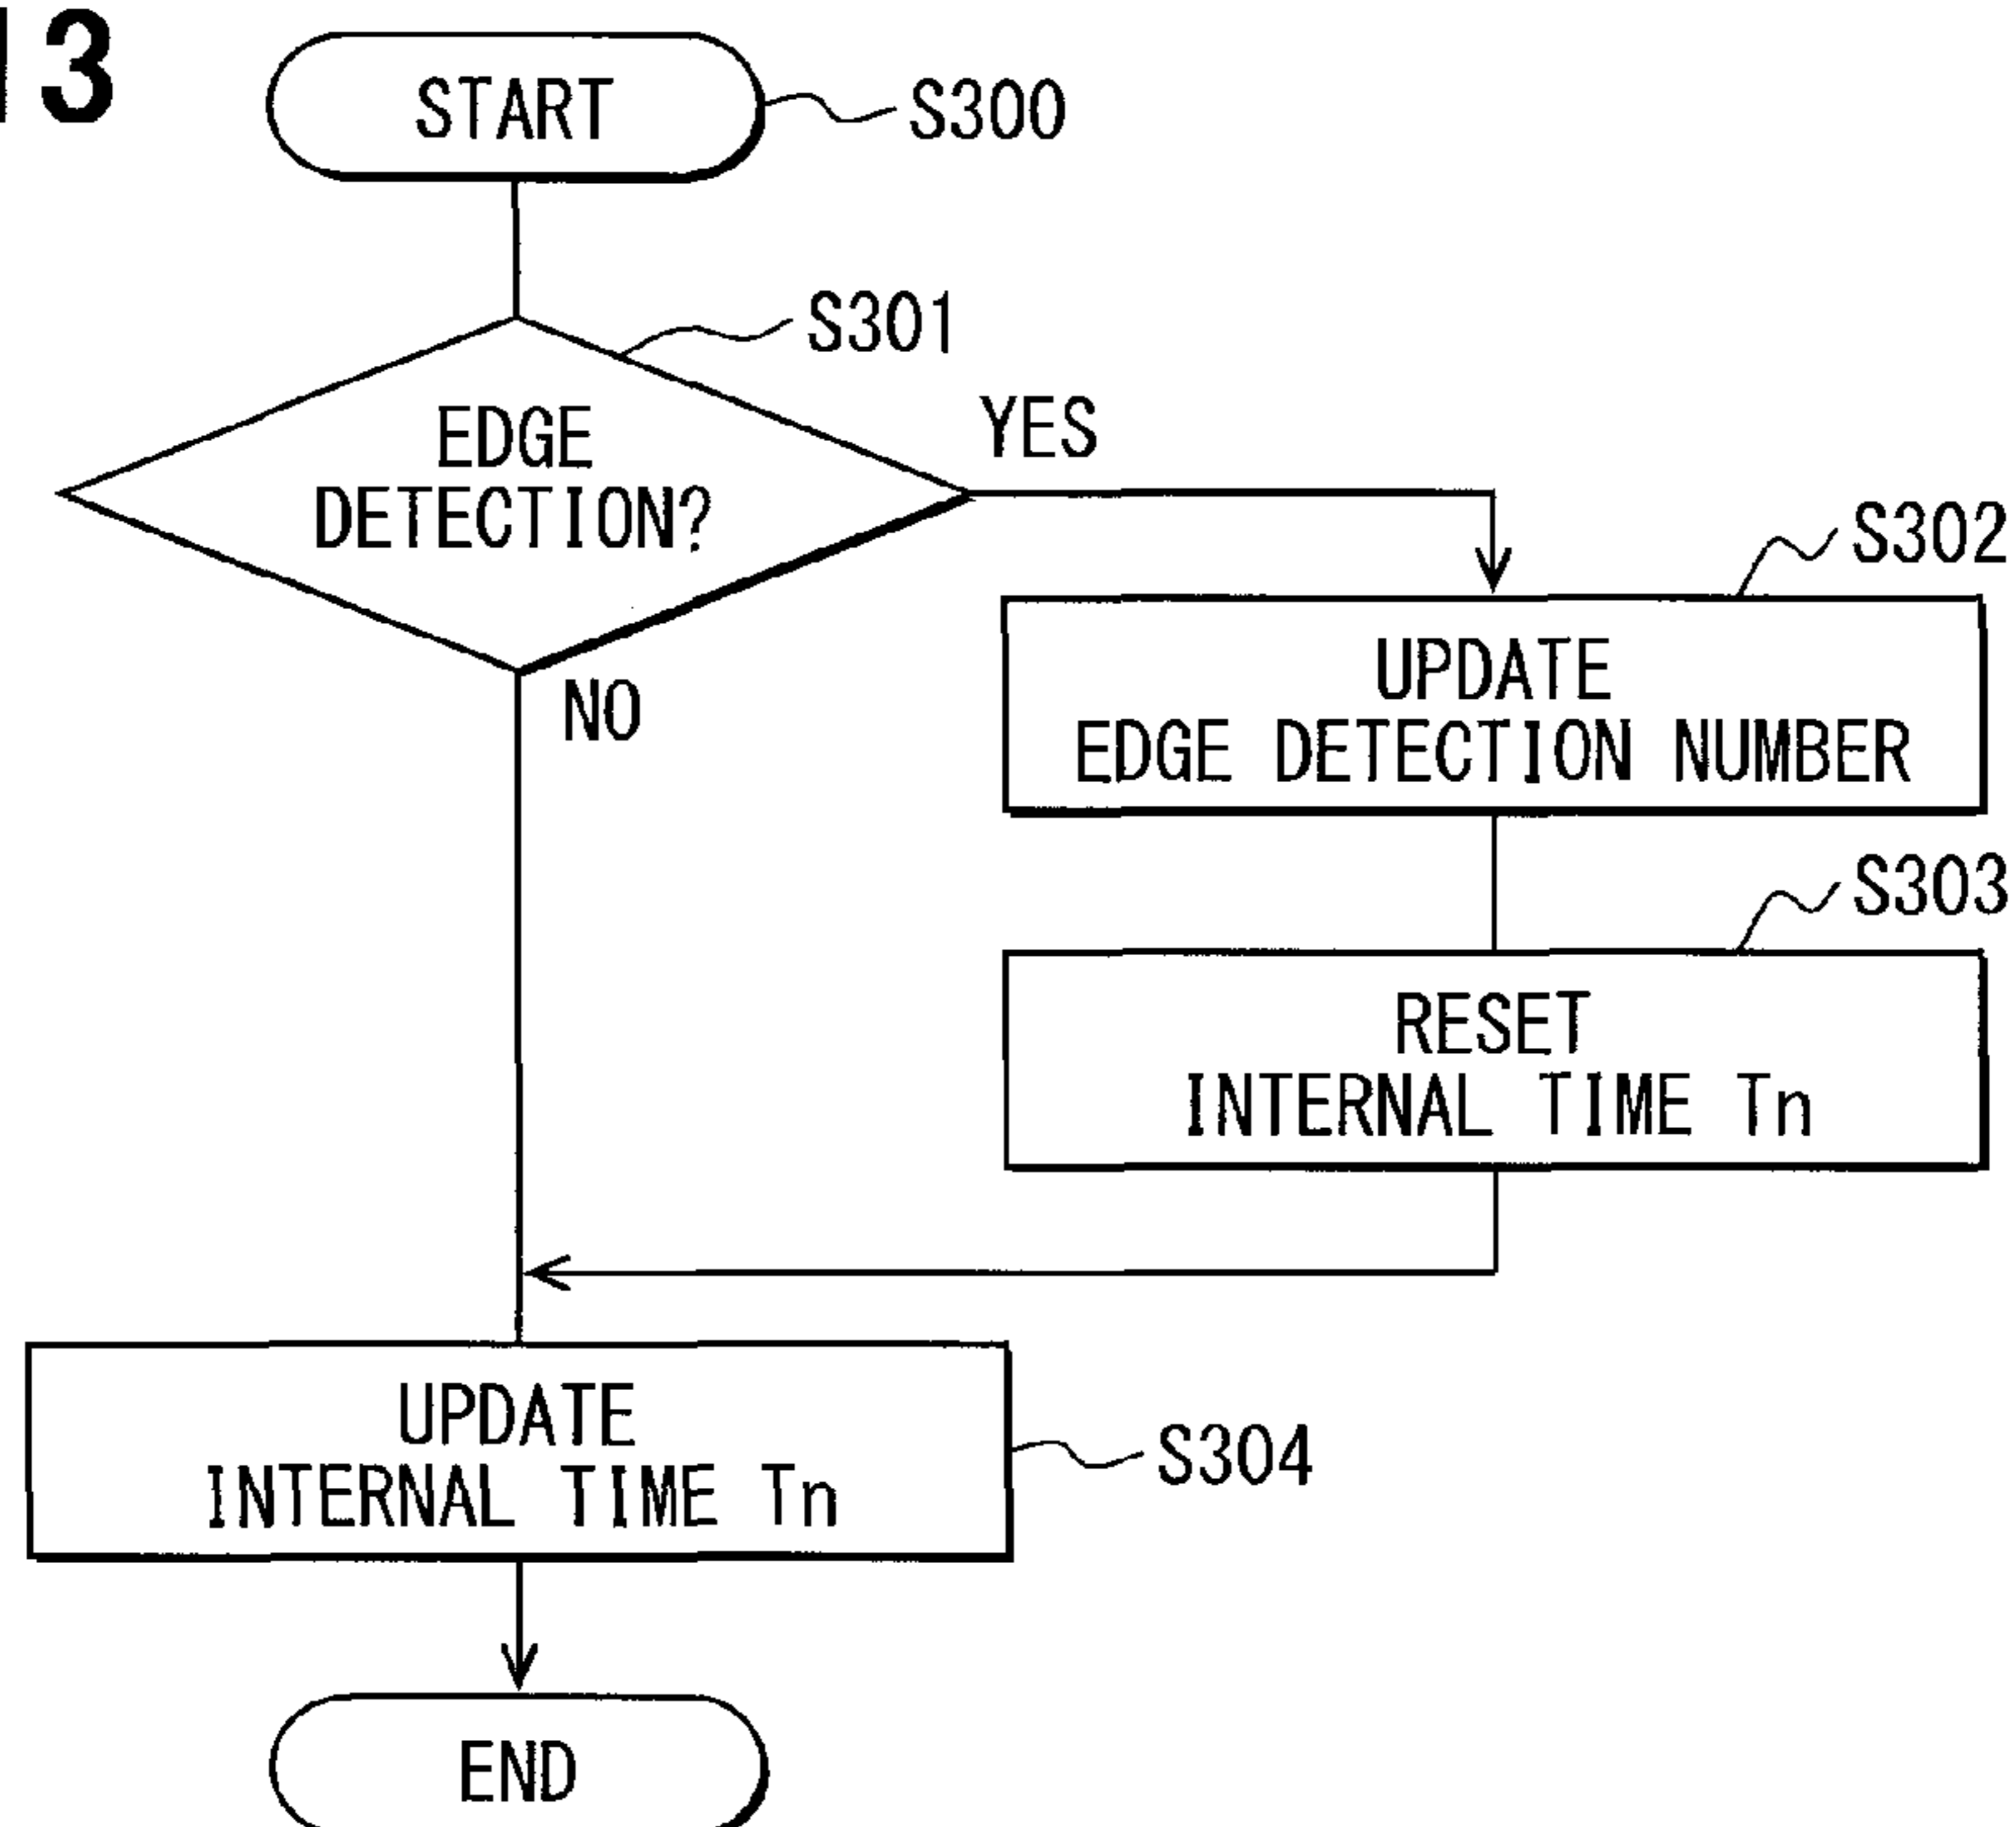 13
START
S300
S301
EDGE
DETECTION?
YES
NO
S302
UPDATE
EDGE DETECTION NUMBER
S303
RESET
INTERNAL TIME Tn
UPDATE
INTERNAL TIME Tn
S304
END